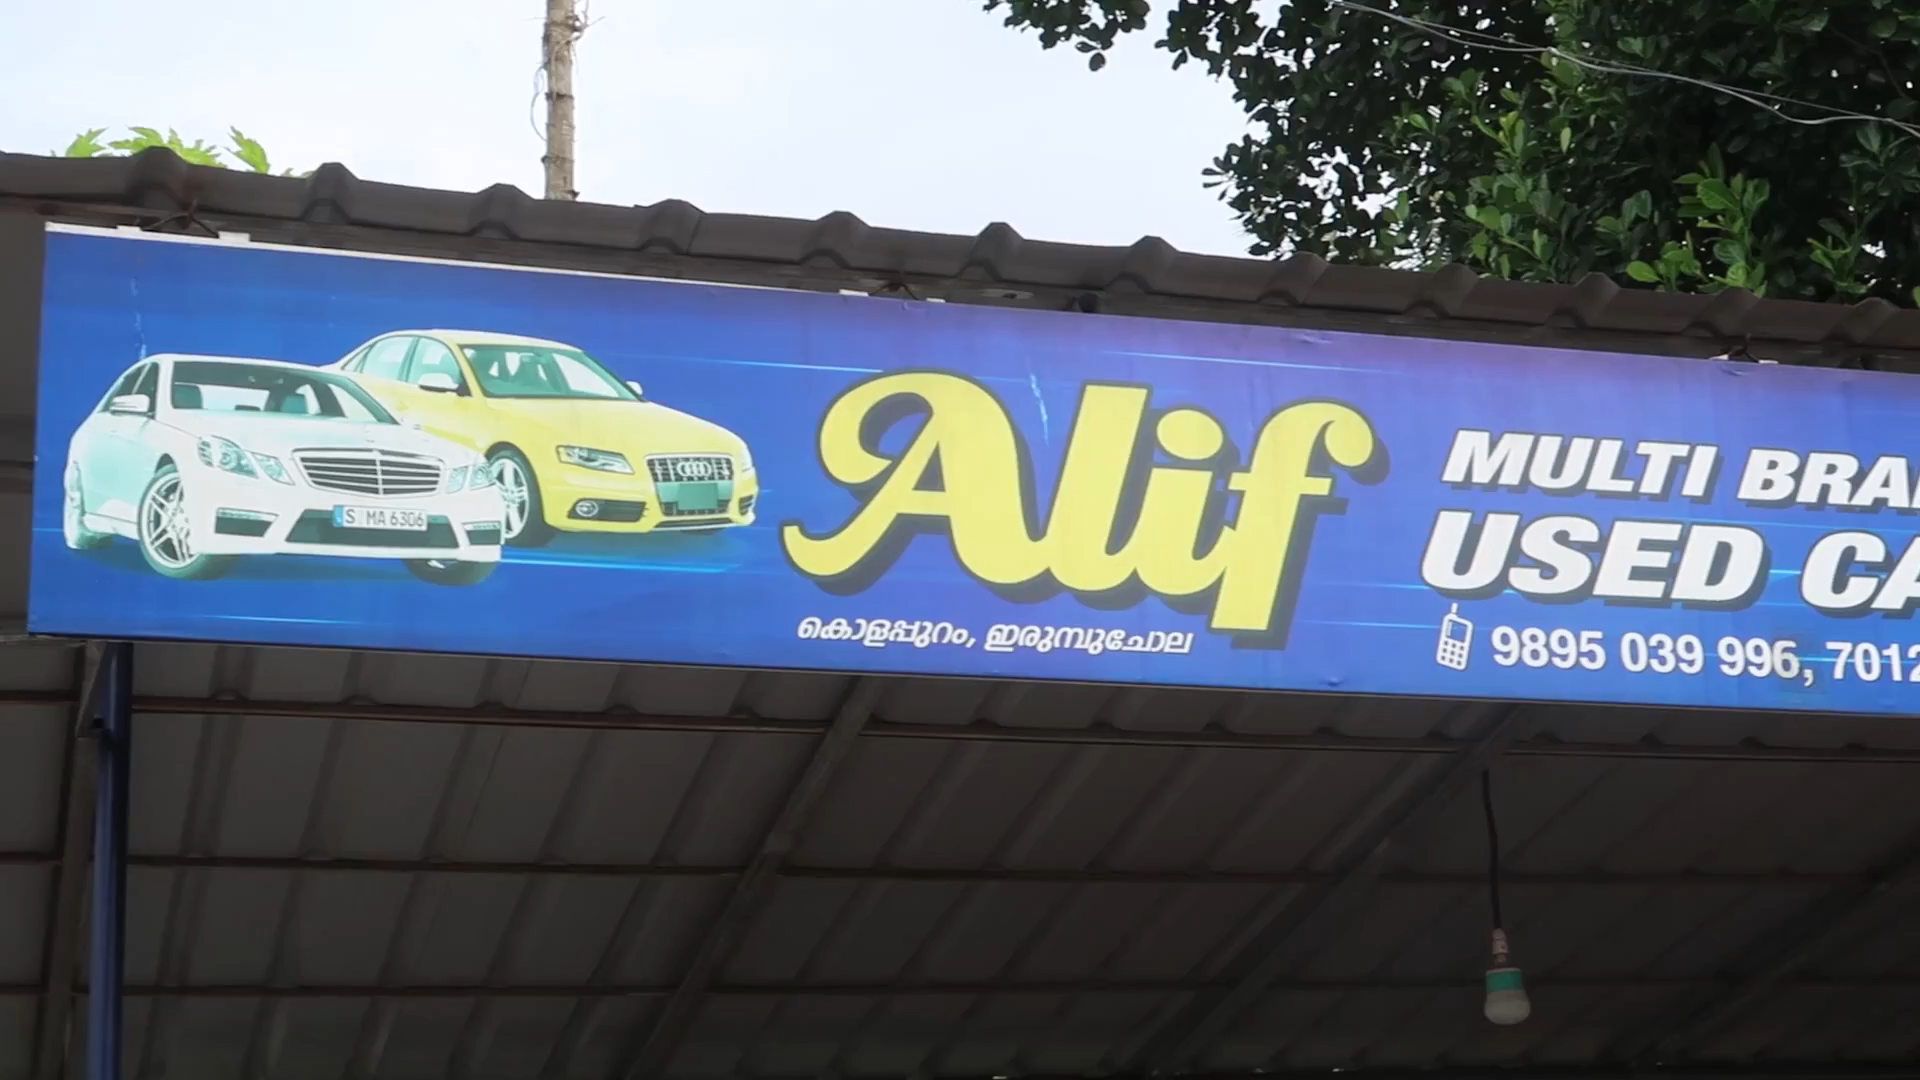 Alif
കൊളപ്പുറം, ഇരുമ്പുചോല
MULTI BRA
USED CA
9895 039 996, 7012
S MA 6306